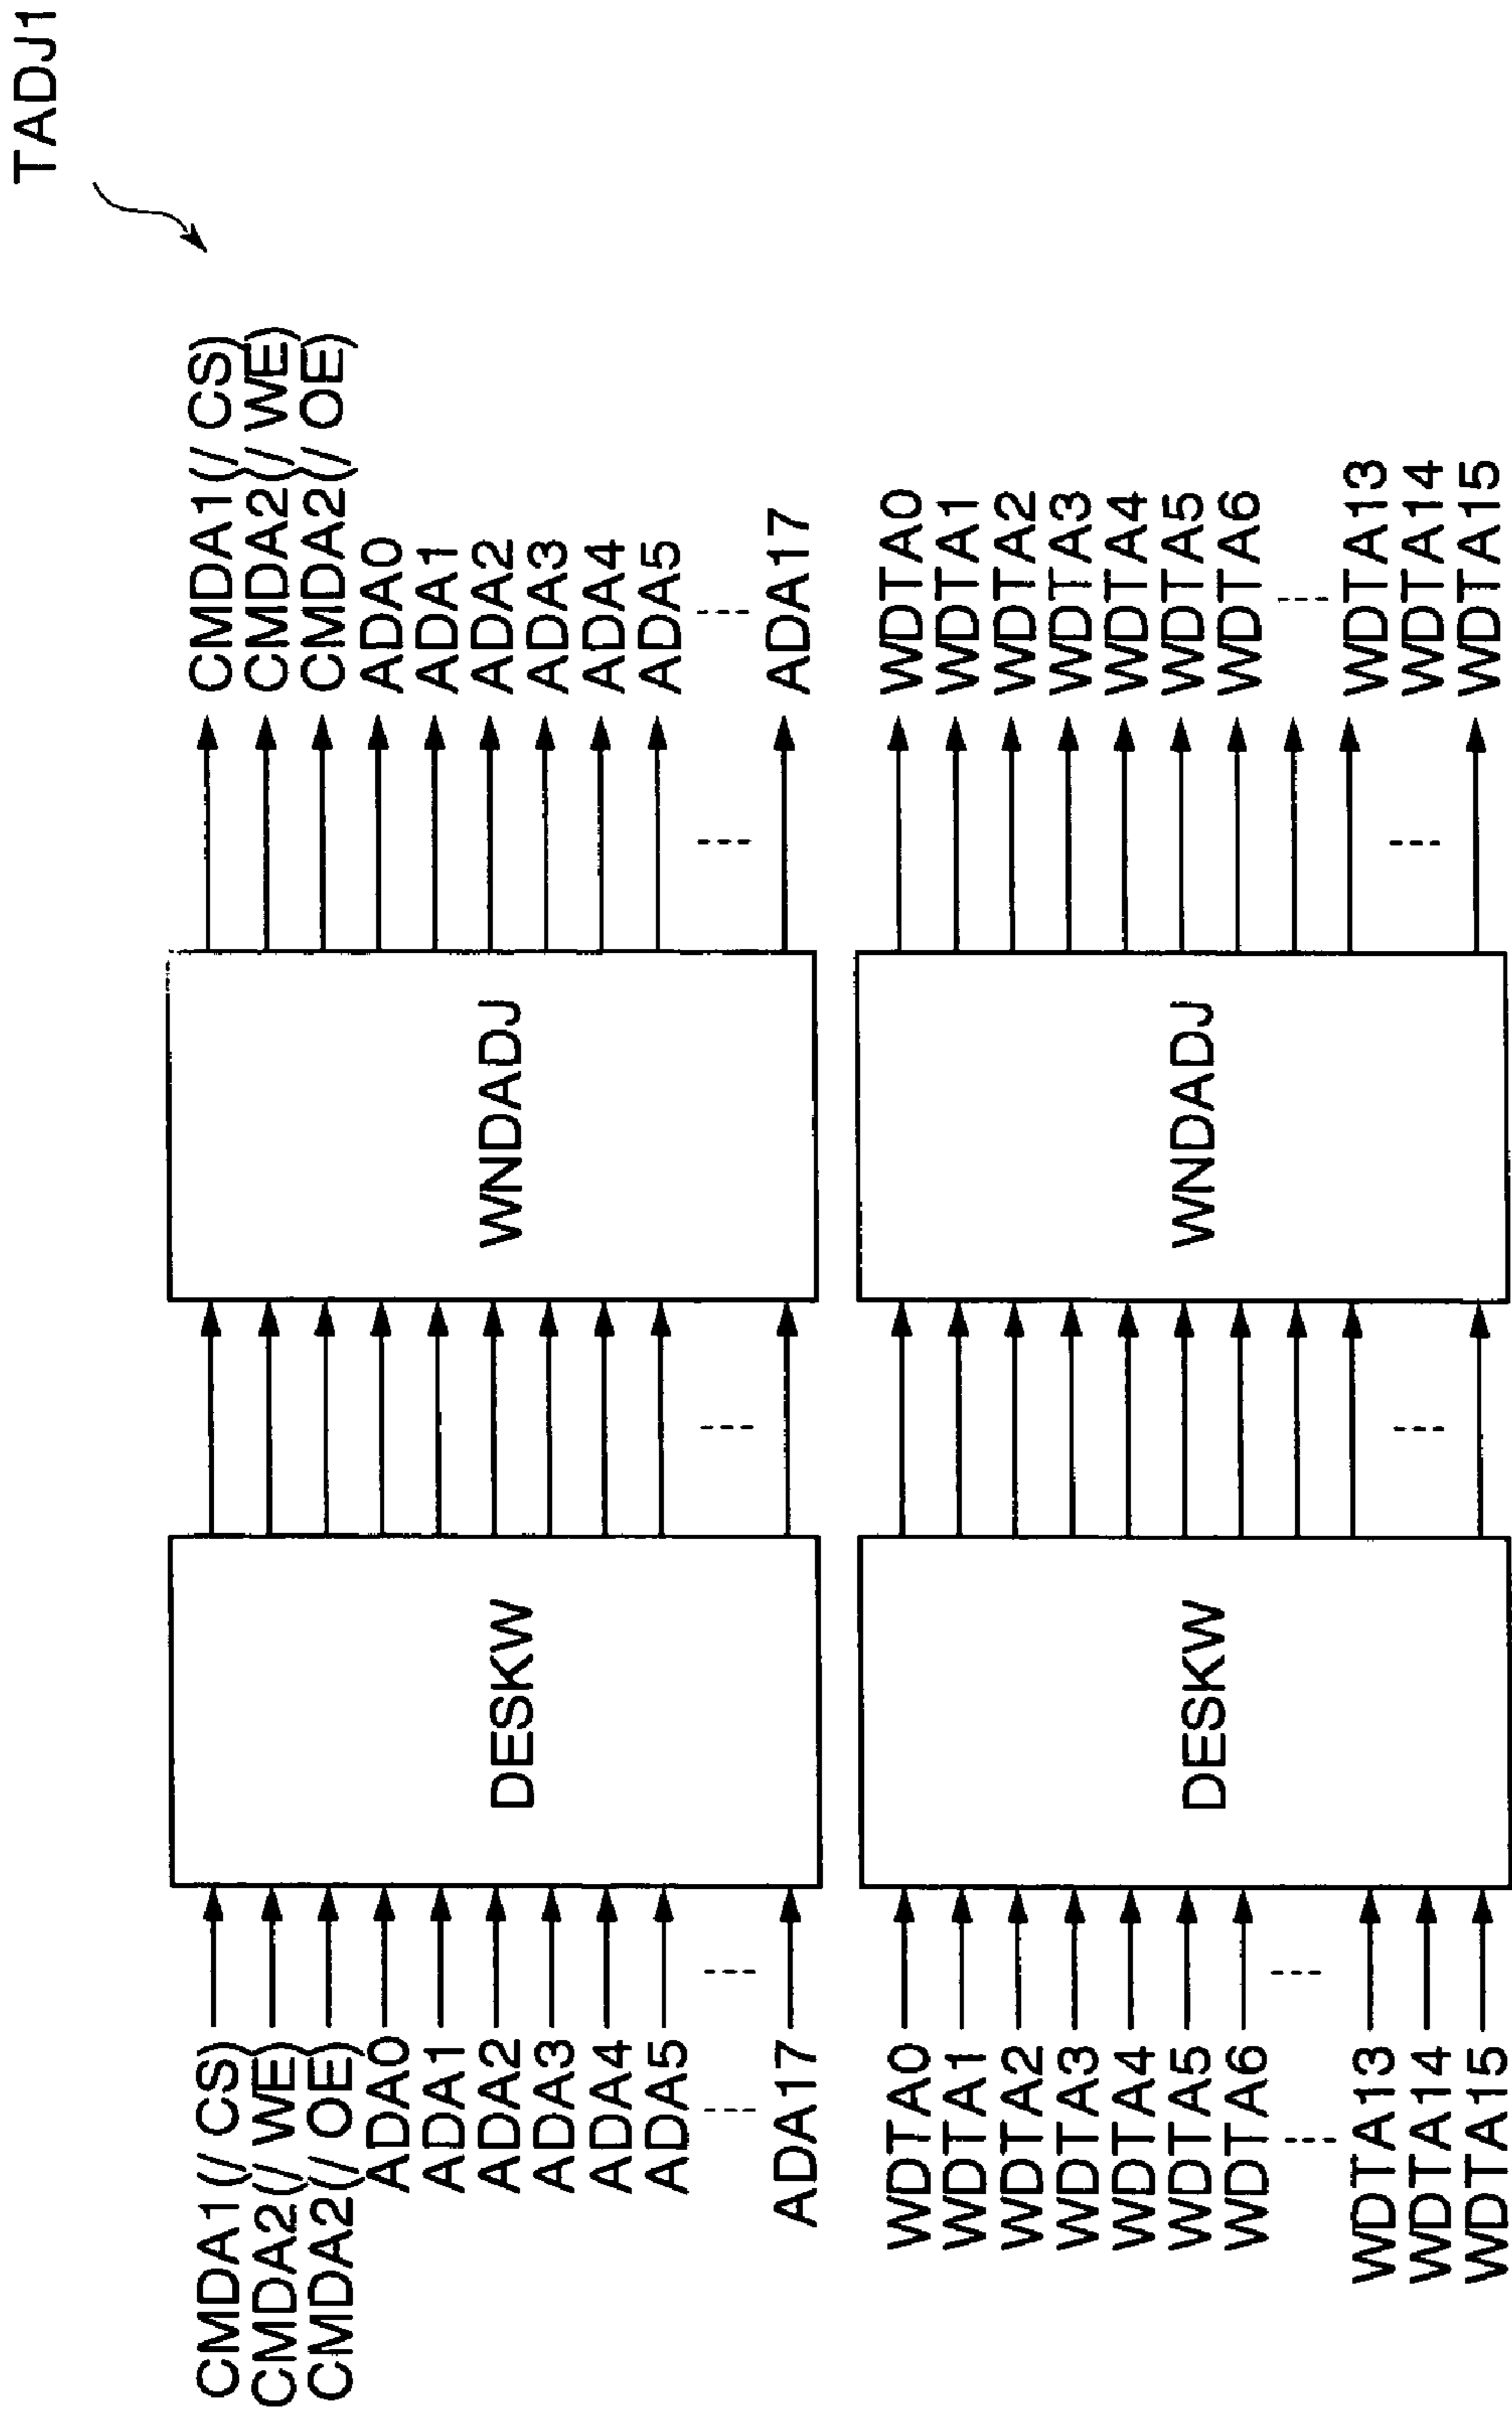 TADJ1
CMDA1(/ CS)
CMDA2(/ WE)
CMDA2(/ OE)
ADA0
ADA1
ADA2
ADA3
ADA4
ADA5
ADA17
DESKW
WNDADJ
CMDA1(/ CS)
CMDA2(/ WE)
CMDA2(/ OE)
ADA0
ADA1
ADA2
ADA3
ADA4
ADA5
ADA17
WDTA0
WDTA1
WDTA2
WDTA3
WDTA4
WDTA5
WDTA6
WDTA13
WDTA14
WDTA15
DESKW
WNDADJ
WDTA0
WDTA1
WDTA2
WDTA3
WDTA4
WDTA5
WDTA6
WDTA13
WDTA14
WDTA15